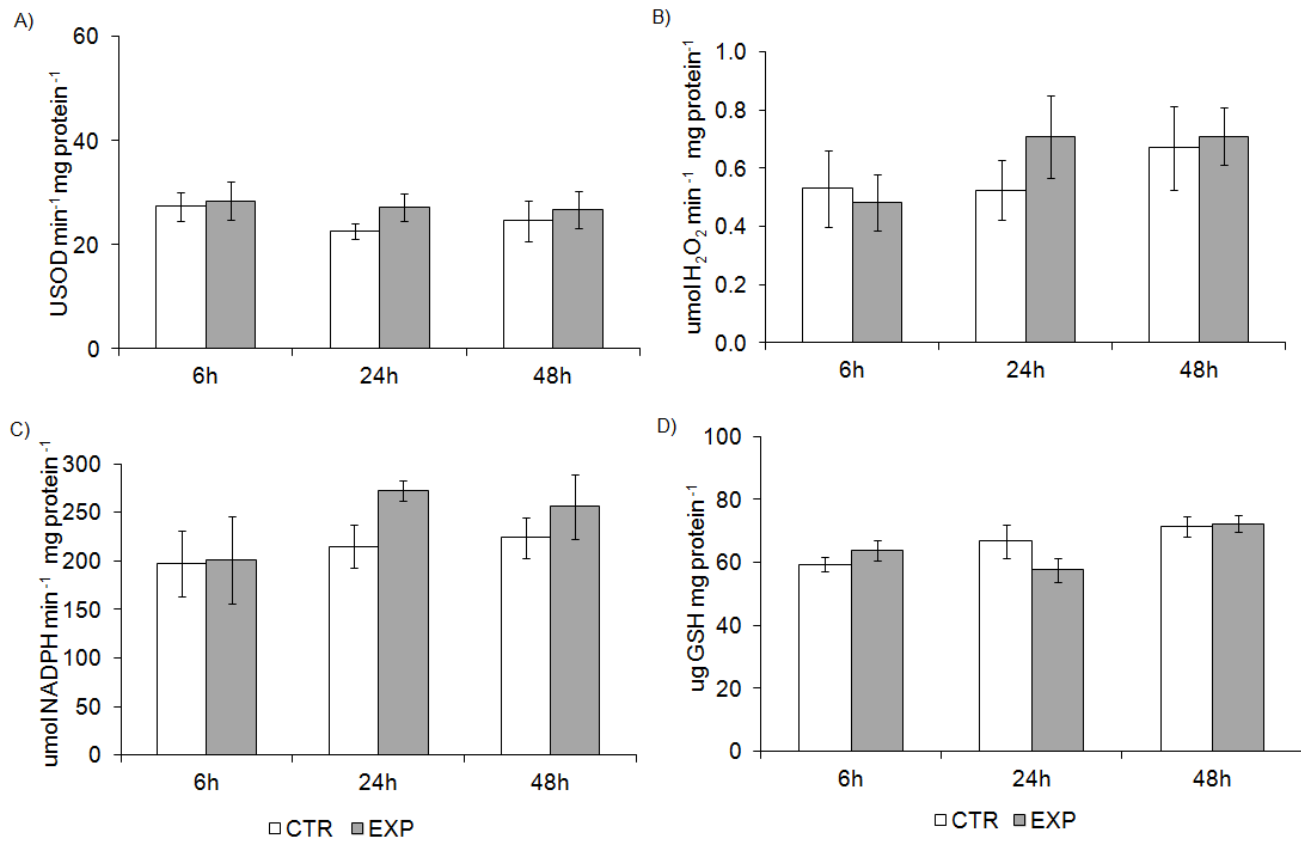 A)
USOD min⁻¹ mg protein⁻¹
60
40
20
0
6h 24h 48h
B)
umol H₂O₂ min⁻¹ mg protein⁻¹
1.0
0.8
0.6
0.4
0.2
0.0
6h 24h 48h
C)
umol NADPH min⁻¹ mg protein⁻¹
300
250
200
150
100
50
0
6h 24h 48h
CTR EXP
D)
ug GSH mg protein⁻¹
100
80
60
40
20
0
6h 24h 48h
CTR EXP